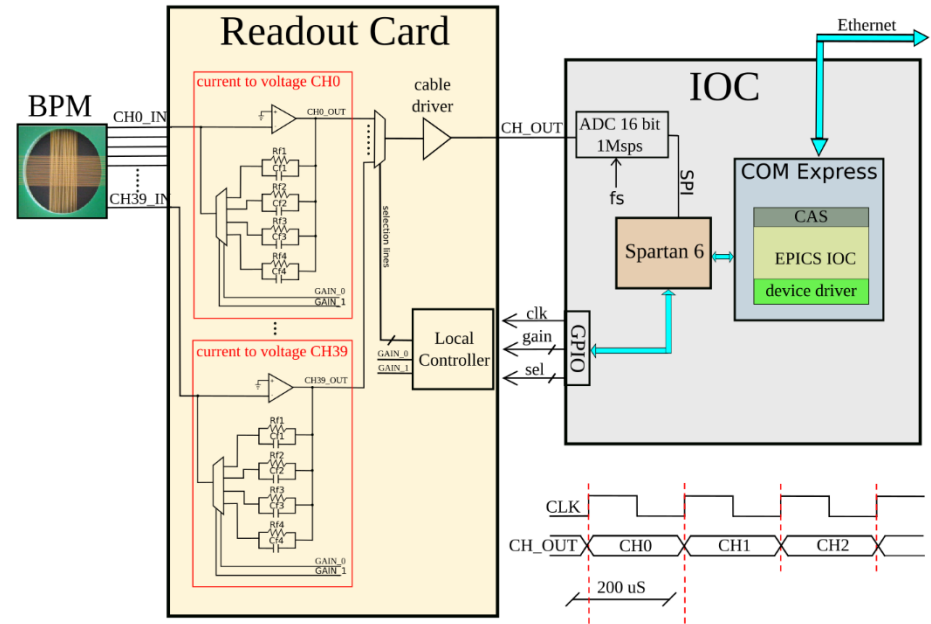 Readout Card
BPM
CH0_IN
CH39_IN
current to voltage CH0
CH0_OUT
Rf1
Cf1
Rf2
Cf2
Rf3
Cf3
Rf4
Cf4
GAIN_0
GAIN_1
current to voltage CH39
CH39_OUT
Rf1
Cf1
Rf2
Cf2
Rf3
Cf3
Rf4
Cf4
GAIN_0
GAIN_1
cable
driver
selection lines
GAIN_0
GAIN_1
Local
Controller
CH_OUT
clk
gain
sel
IOC
ADC 16 bit
1Msps
fs
SPI
Spartan 6
GPIO
Ethernet
COM Express
CAS
EPICS IOC
device driver
CLK
CH_OUT
CH0
CH1
CH2
200 uS